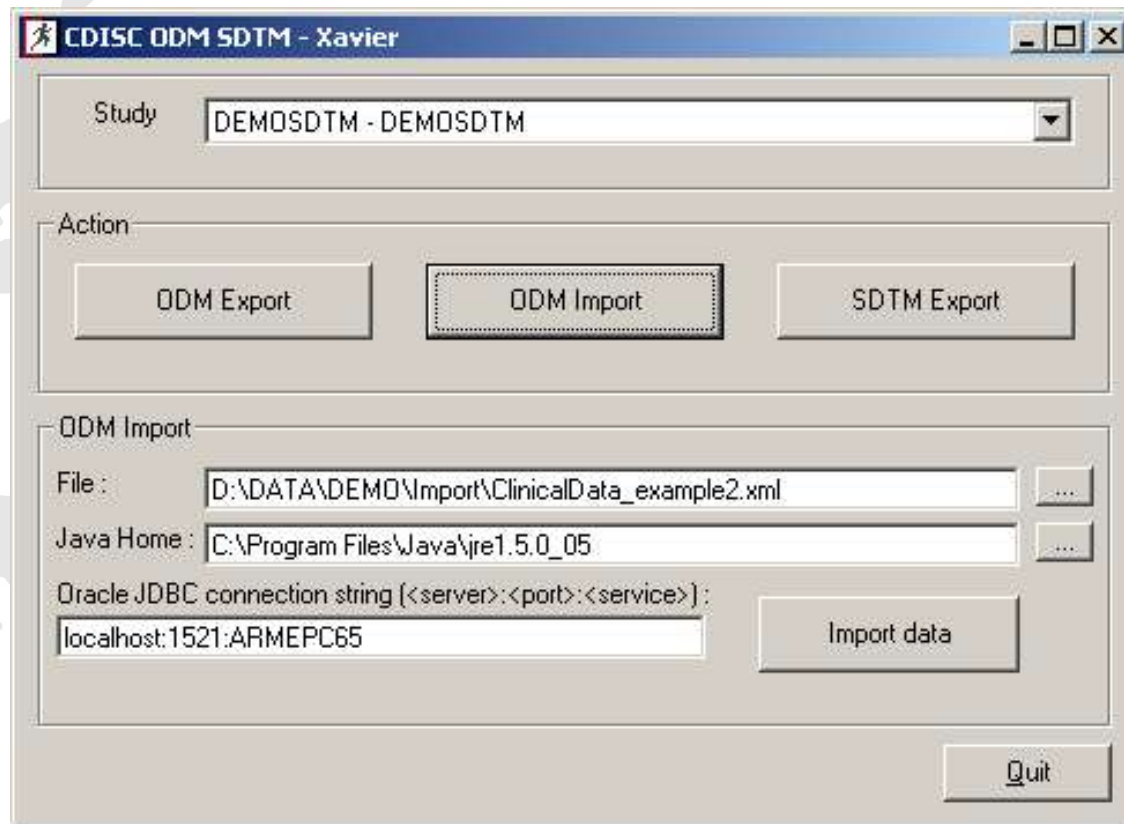 CDISC ODM SDTM - Xavier
Study DEMOSDTM - DEMOSDTM
Action
ODM Export ODM Import SDTM Export
ODM Import
File : D:\DATA\DEMO\Import\ClinicalData_example2.xml ...
Java Home : C:\Program Files\Java\jre1.5.0_05 ...
Oracle JDBC connection string (<server>:<port>:<service>) :
localhost:1521:ARMEPC65 Import data
Quit